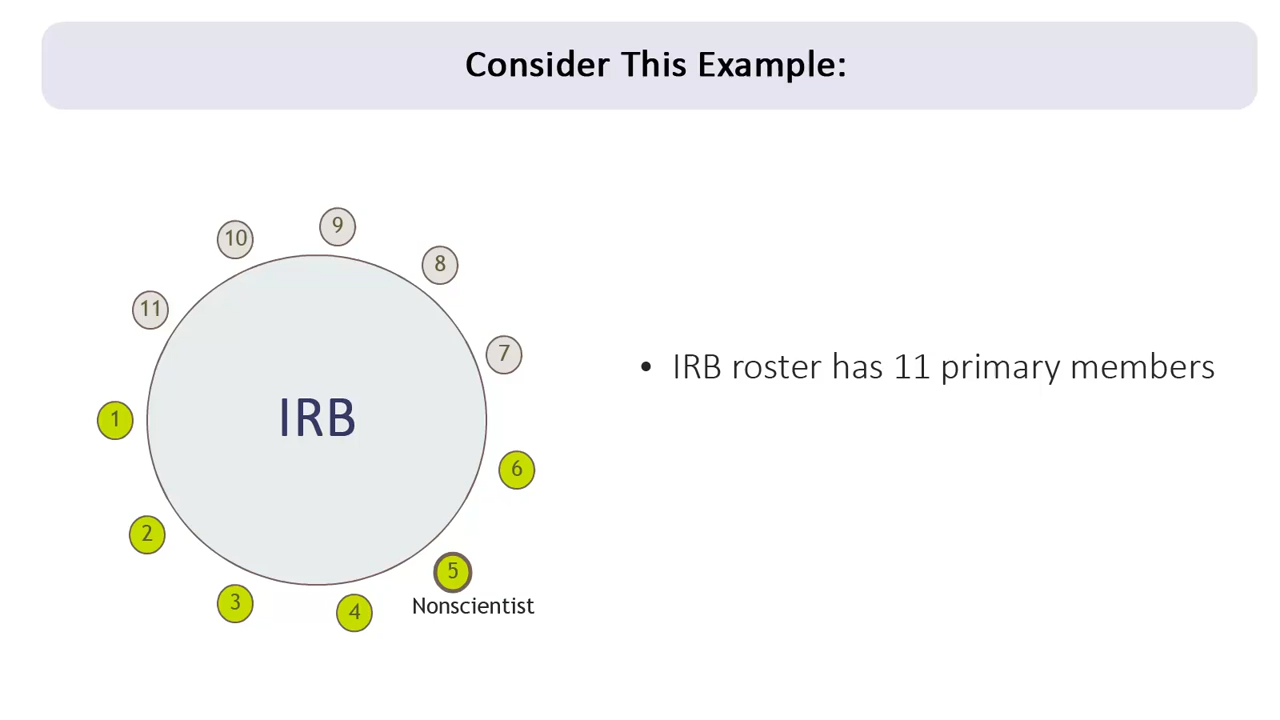 Consider This Example:
9
10
8
11
7
IRB
• IRB roster has 11 primary members
1
6
2
5
3
4
Nonscientist